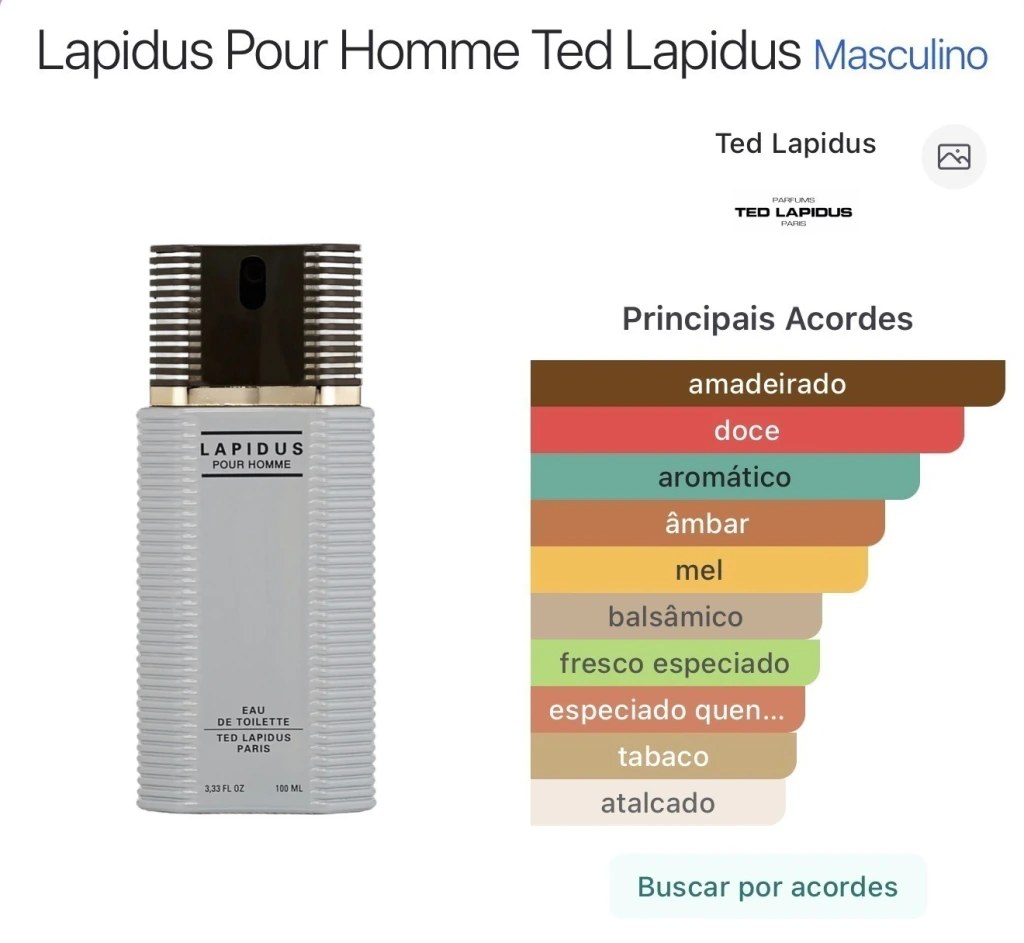 Lapidus Pour Homme Ted Lapidus Masculino
Ted Lapidus
PARFUMS
TED LAPIDUS
PARIS
LAPIDUS
POUR HOMME
EAU
DE TOILETTE
TED LAPIDUS
PARIS
3,33 FL OZ 100 ML
Principais Acordes
amadeirado
doce
aromático
âmbar
mel
balsâmico
fresco especiado
especiado quen...
tabaco
atalcado
Buscar por acordes